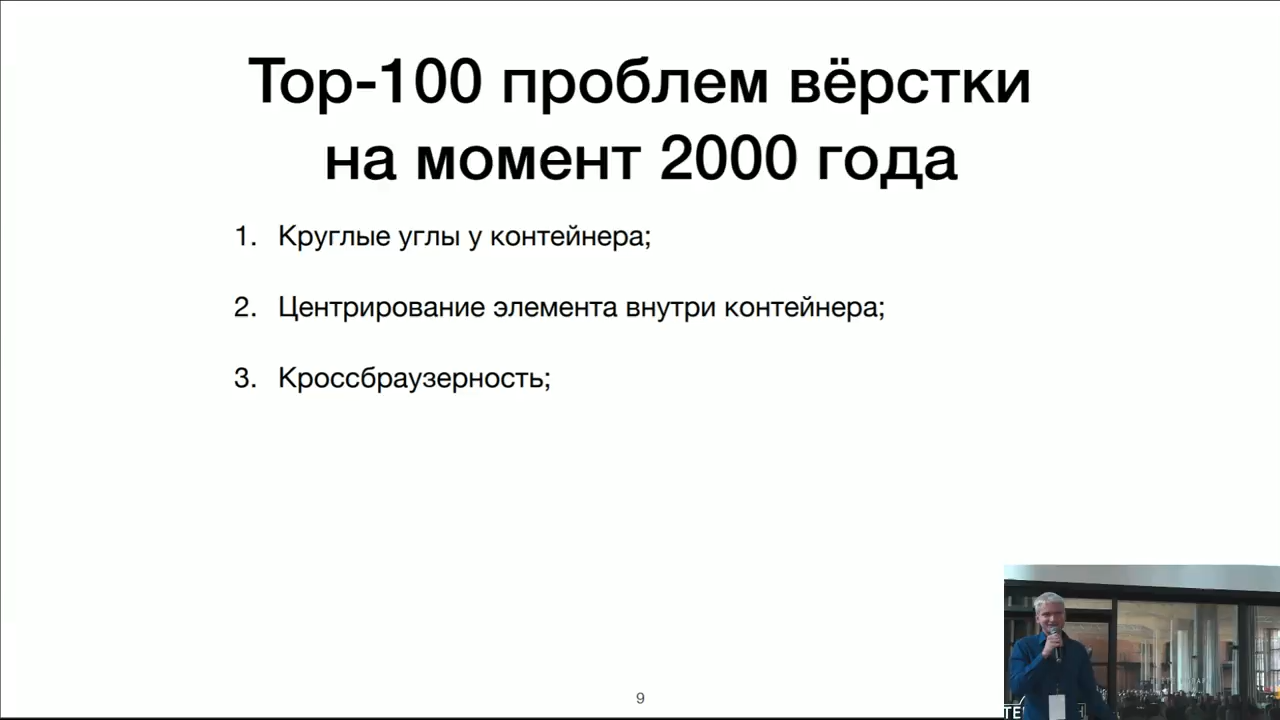 Top-100 проблем вёрстки
на момент 2000 года
1. Круглые углы у контейнера;
2. Центрирование элемента внутри контейнера;
3. Кроссбраузерность;
9